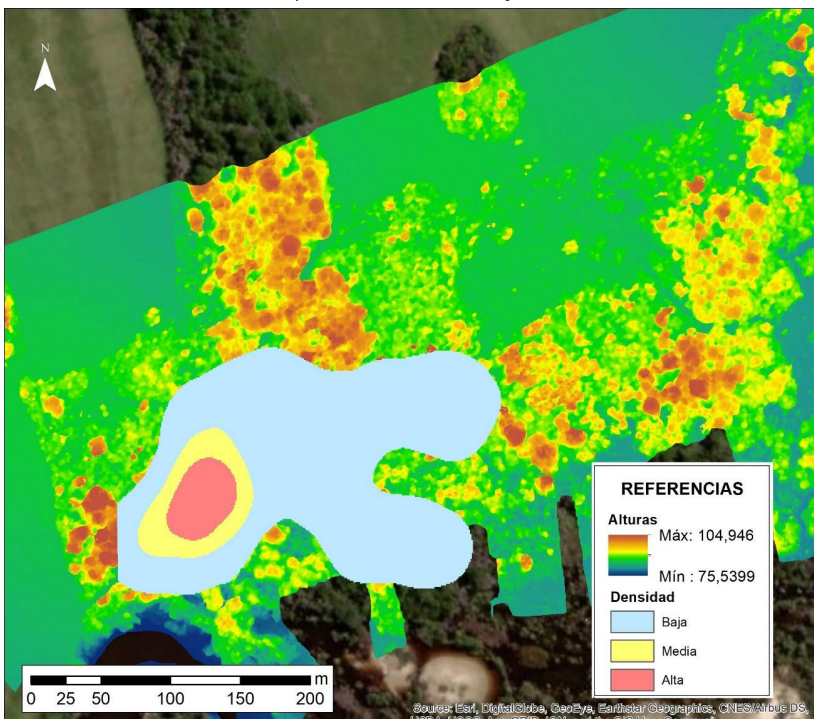 N
REFERENCIAS
Alturas
Máx: 104,946
Mín : 75,5399
Densidad
Baja
Media
Alta
m
0 25 50 100 150 200
Source: Esri, DigitalGlobe, GeoEye, Earthstar Geographics, CNES/Airbus DS,